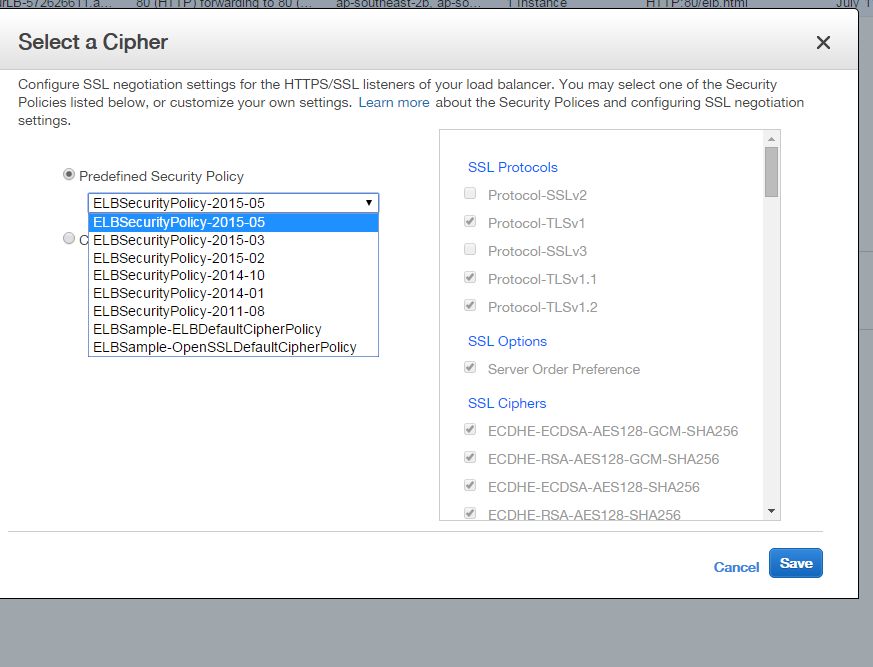 80 (HTTP) forwarding to 80 (...
ap-southeast-2b, ap-so...
1 Instance
HTTP:80/elb.html
July
Select a Cipher
Configure SSL negotiation settings for the HTTPS/SSL listeners of your load balancer. You may select one of the Security
Policies listed below, or customize your own settings. Learn more about the Security Polices and configuring SSL negotiation
settings.
Predefined Security Policy
ELBSecurityPolicy-2015-05
ELBSecurityPolicy-2015-05
ELBSecurityPolicy-2015-03
ELBSecurityPolicy-2015-02
ELBSecurityPolicy-2014-10
ELBSecurityPolicy-2014-01
ELBSecurityPolicy-2011-08
ELBSample-ELBDefaultCipherPolicy
ELBSample-OpenSSLDefaultCipherPolicy
SSL Protocols
Protocol-SSLv2
Protocol-TLSv1
Protocol-SSLv3
Protocol-TLSv1.1
Protocol-TLSv1.2
SSL Options
Server Order Preference
SSL Ciphers
ECDHE-ECDSA-AES128-GCM-SHA256
ECDHE-RSA-AES128-GCM-SHA256
ECDHE-ECDSA-AES128-SHA256
ECDHE-RSA-AES128-SHA256
Cancel
Save